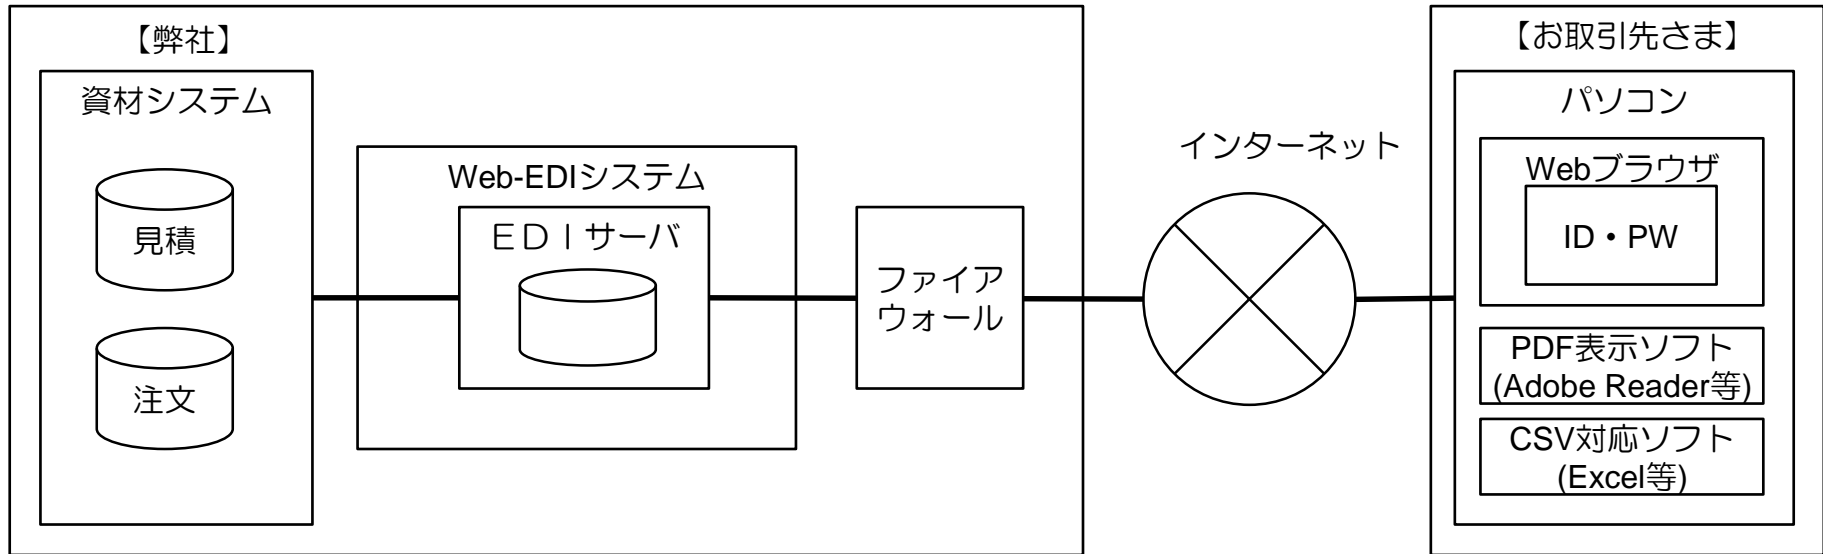 【弊社】
資材システム
見積
注文
Web-EDIシステム
ＥＤＩサーバ
ファイア
ウォール
インターネット
【お取引先さま】
パソコン
Webブラウザ
ID・PW
PDF表示ソフト
(Adobe Reader等)
CSV対応ソフト
(Excel等)